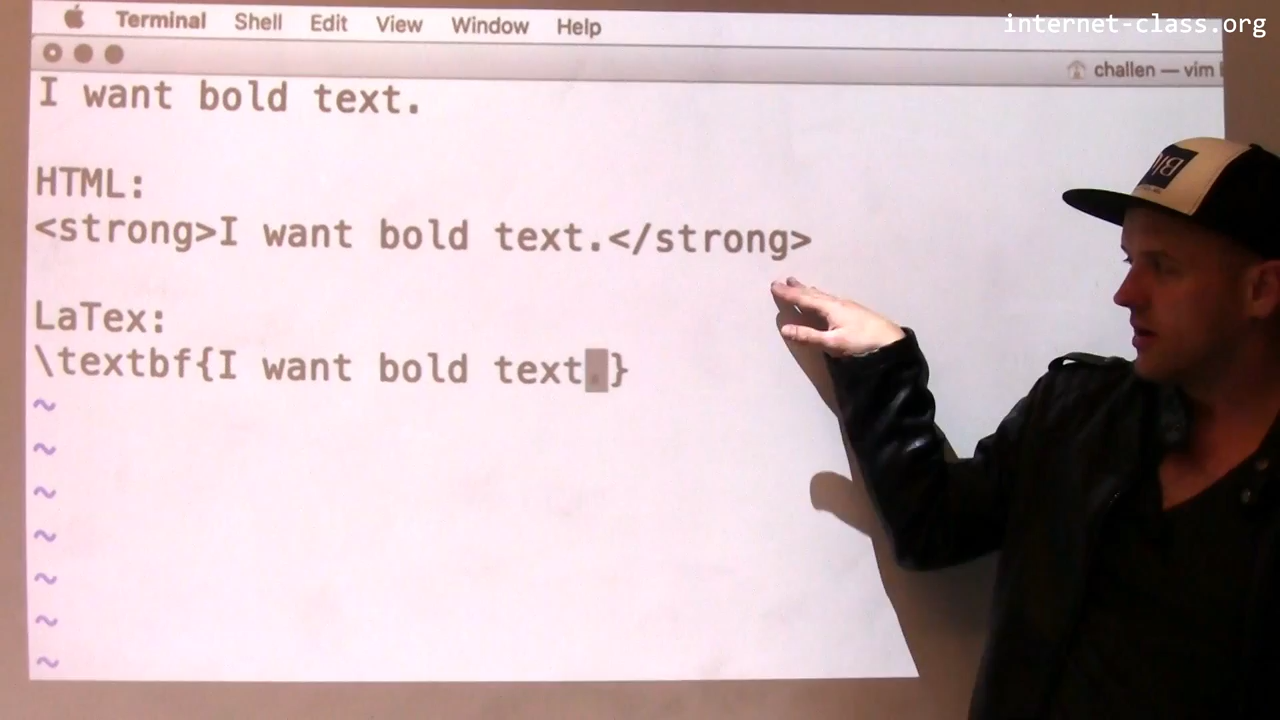 internet-class.org
Terminal Shell Edit View Window Help
challen — vim
I want bold text.
HTML:
<strong>I want bold text.</strong>
LaTex:
\textbf{I want bold text.}
~
~
~
~
~
~
~